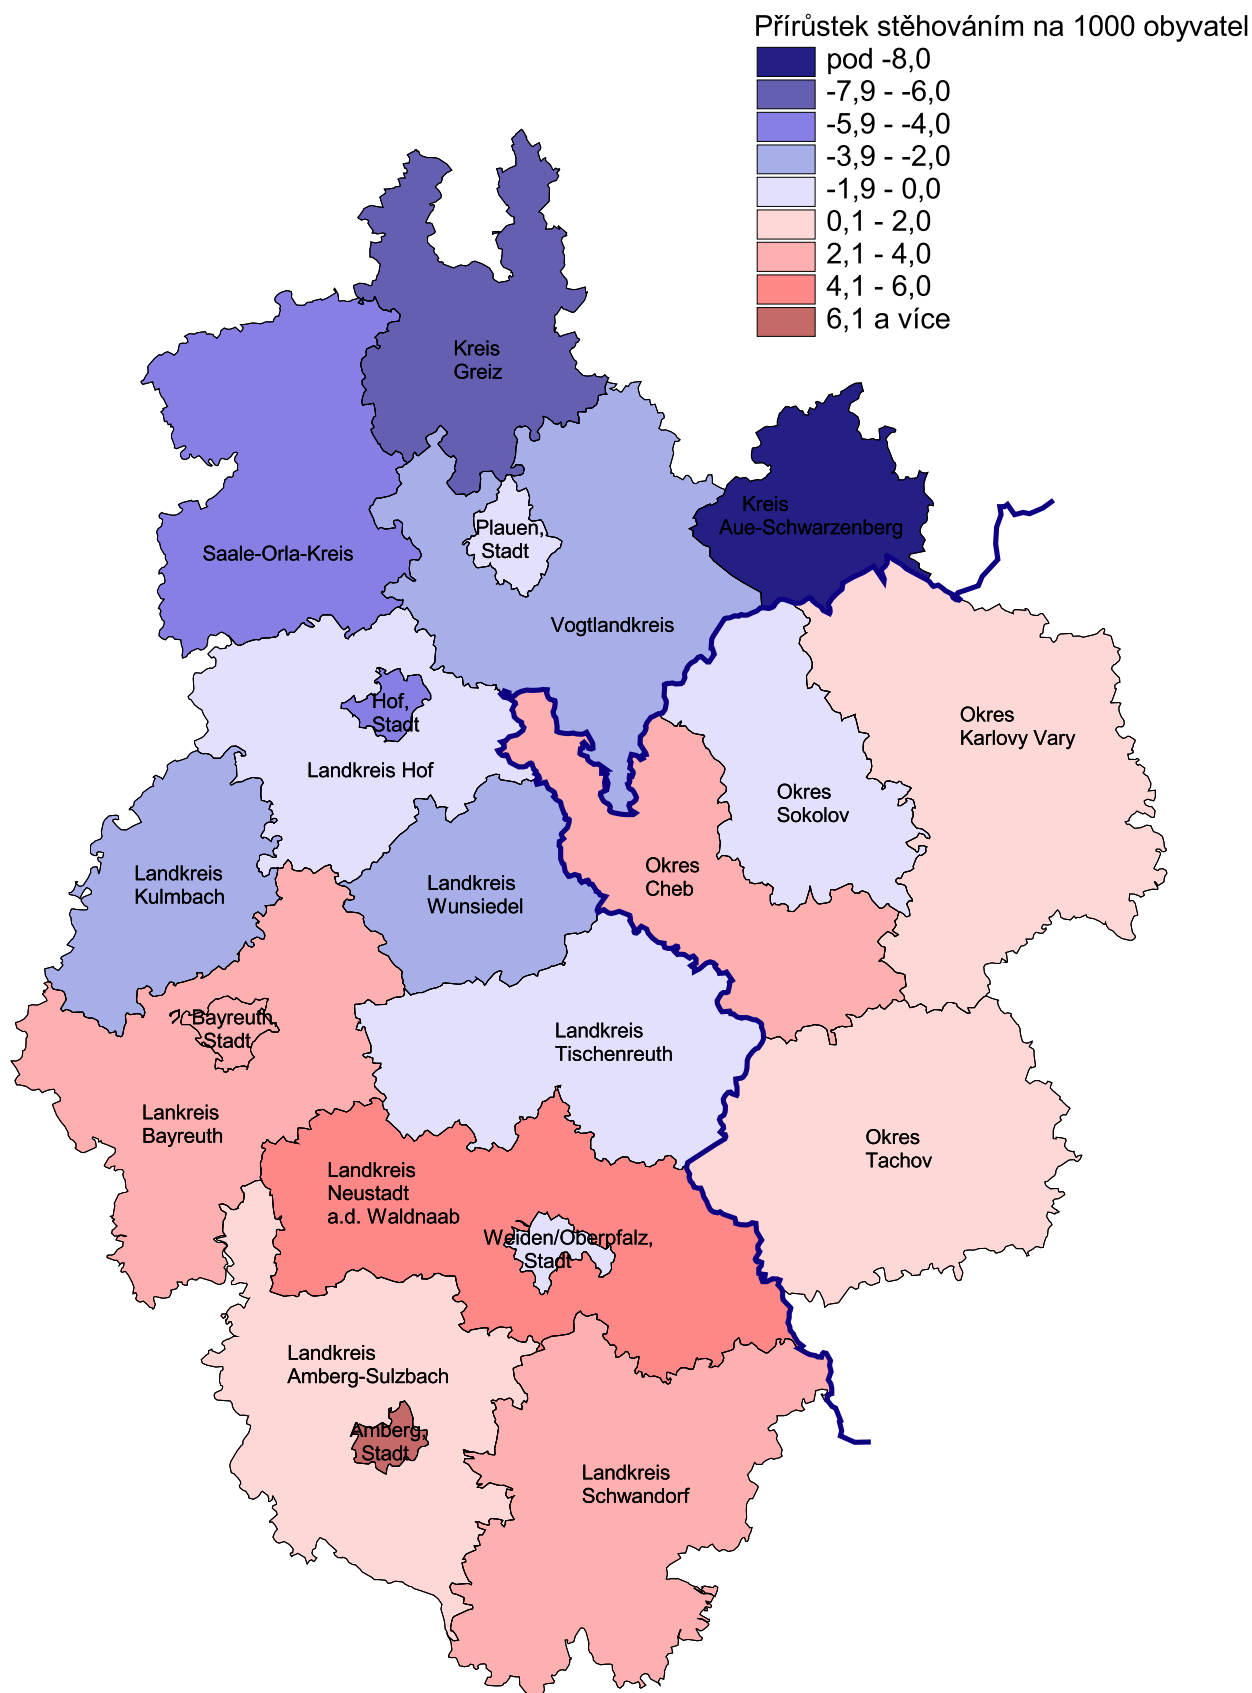 Přírůstek stěhováním na 1000 obyvatel
pod -8,0
-7,9 - -6,0
-5,9 - -4,0
-3,9 - -2,0
-1,9 - 0,0
0,1 - 2,0
2,1 - 4,0
4,1 - 6,0
6,1 a více
Kreis
Greiz
Kreis
Aue-Schwarzenberg
Plauen,
Stadt
Saale-Orla-Kreis
Vogtlandkreis
Hof,
Stadt
Landkreis Hof
Okres
Karlovy Vary
Okres
Sokolov
Okres
Cheb
Landkreis
Kulmbach
Landkreis
Wunsiedel
Bayreuth,
Stadt
Landkreis
Tischenreuth
Lankreis
Bayreuth
Okres
Tachov
Landkreis
Neustadt
a.d. Waldnaab
Weiden/Oberpfalz,
Stadt
Landkreis
Amberg-Sulzbach
Amberg,
Stadt
Landkreis
Schwandorf